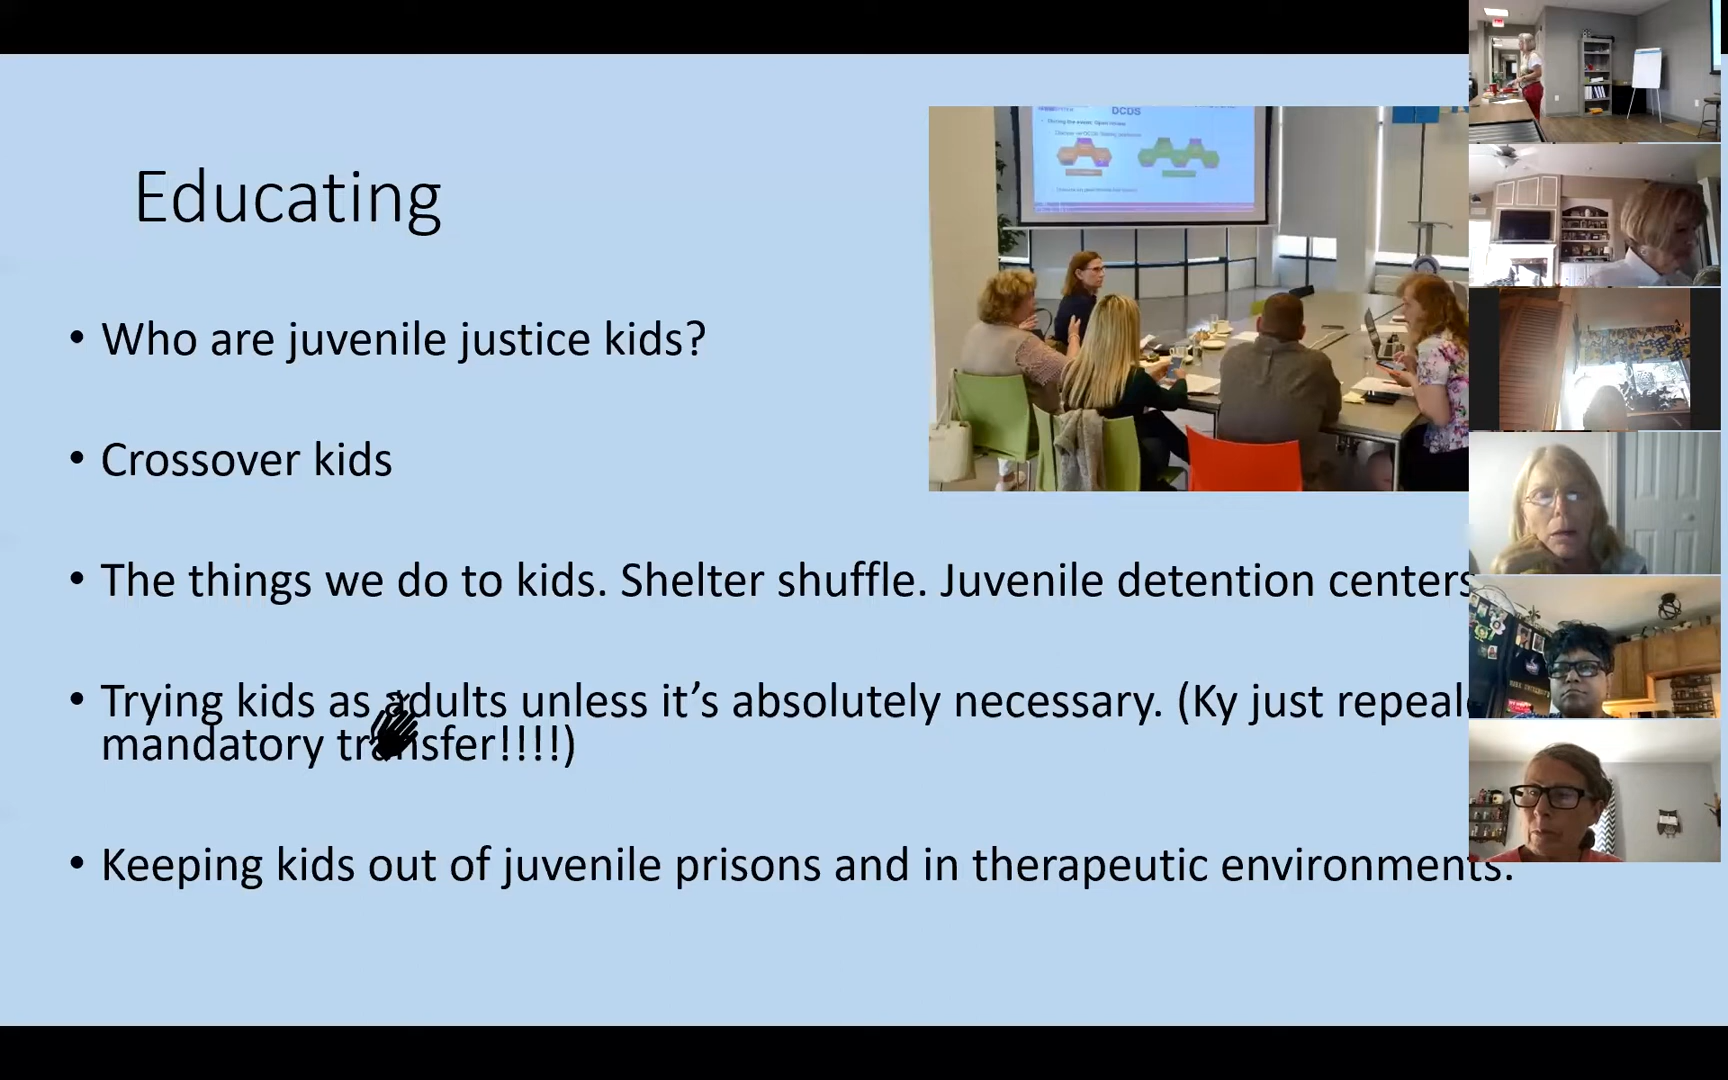 Educating
DCDS
• Who are juvenile justice kids?
• Crossover kids
• The things we do to kids. Shelter shuffle. Juvenile detention centers
• Trying kids as adults unless it’s absolutely necessary. (Ky just
mandatory transfer!!!!)
• Keeping kids out of juvenile prisons and in therapeutic environments.